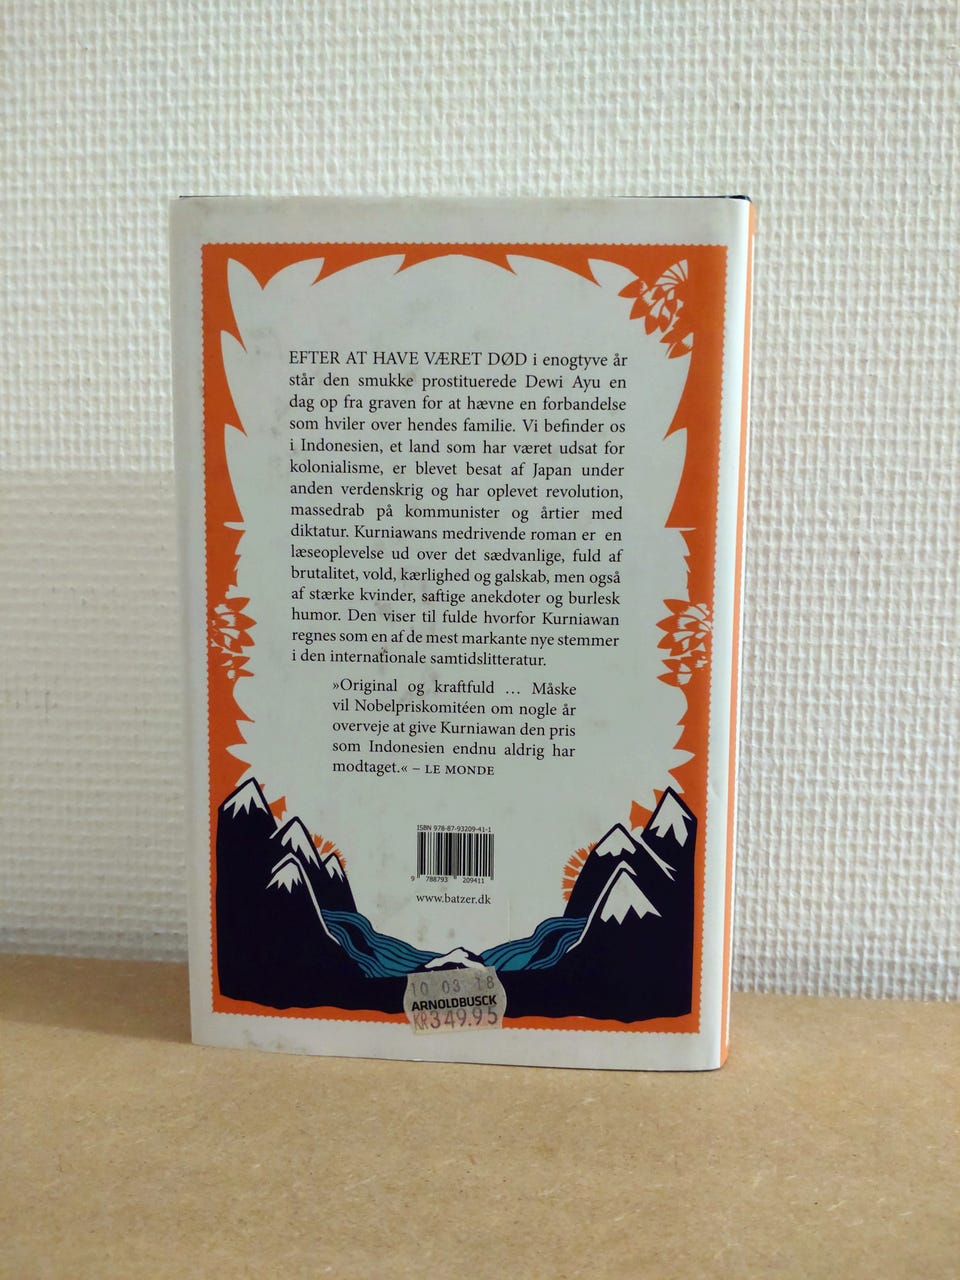 EFTER AT HAVE VÆRET DØD i enogtyve år
står den smukke prostituerede Dewi Ayu en
dag op fra graven for at hævne en forbandelse
som hviler over hendes familie. Vi befinder os
i Indonesien, et land som har været udsat for
kolonialisme, er blevet besat af Japan under
anden verdenskrig og har oplevet revolution,
massedrab på kommunister og årtier med
diktatur. Kurniawans medrivende roman er en
læseoplevelse ud over det sædvanlige, fuld af
brutalitet, vold, kærlighed og galskab, men også
af stærke kvinder, saftige anekdoter og burlesk
humor. Den viser til fulde hvorfor Kurniawan
regnes som en af de mest markante nye stemmer
i den internationale samtidslitteratur.
»Original og kraftfuld … Måske
vil Nobelpriskomitéen om nogle år
overveje at give Kurniawan den pris
som Indonesien endnu aldrig har
modtaget.« – LE MONDE
ISBN 978-87-93209-41-1
9 788793 209411
www.batzer.dk
10 03 18
ARNOLDBUSCK
KR349.95